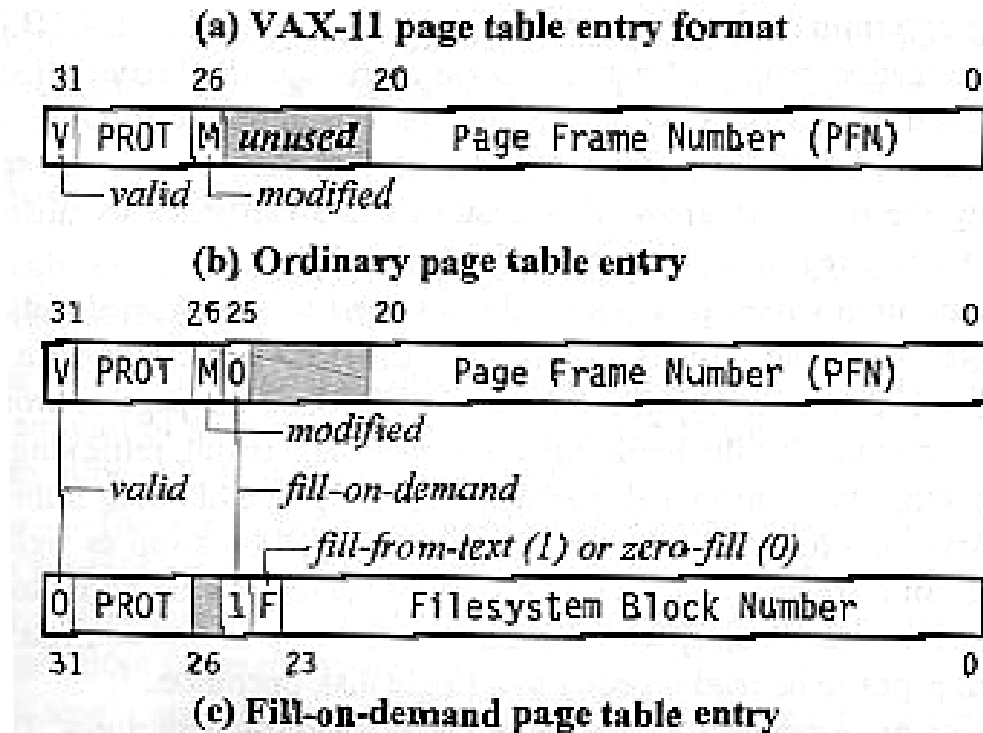 (a) VAX-11 page table entry format
31 26 20 0
V PROT M unused Page Frame Number (PFN)
valid modified
(b) Ordinary page table entry
31 26 25 20 0
V PROT M 0 Page Frame Number (PFN)
modified
valid fill-on-demand
fill-from-text (1) or zero-fill (0)
0 PROT 1 F Filesystem Block Number
31 26 23 0
(c) Fill-on-demand page table entry